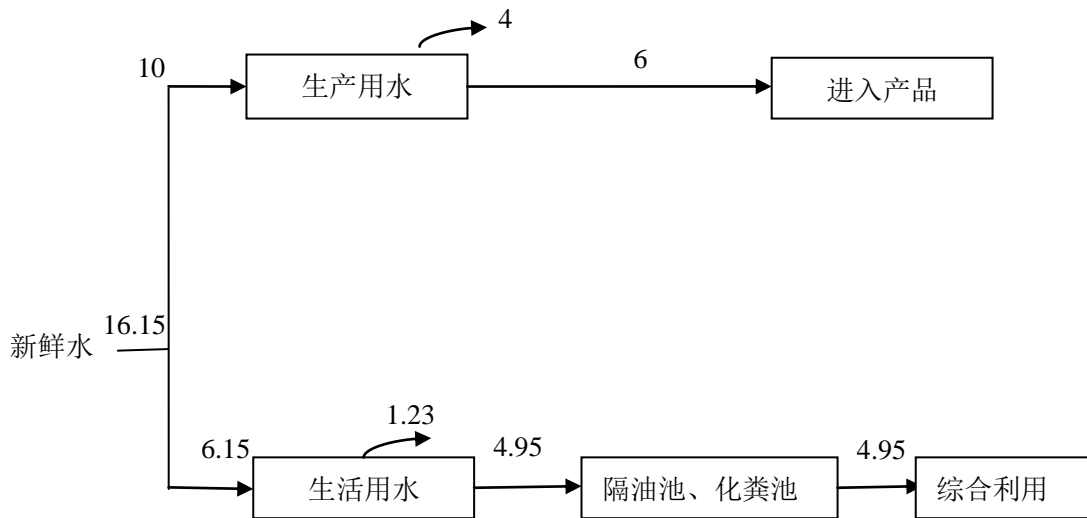 4
10
6
生产用水
进入产品
16.15
新鲜水
1.23
6.15
4.95
4.95
生活用水
隔油池、化粪池
综合利用